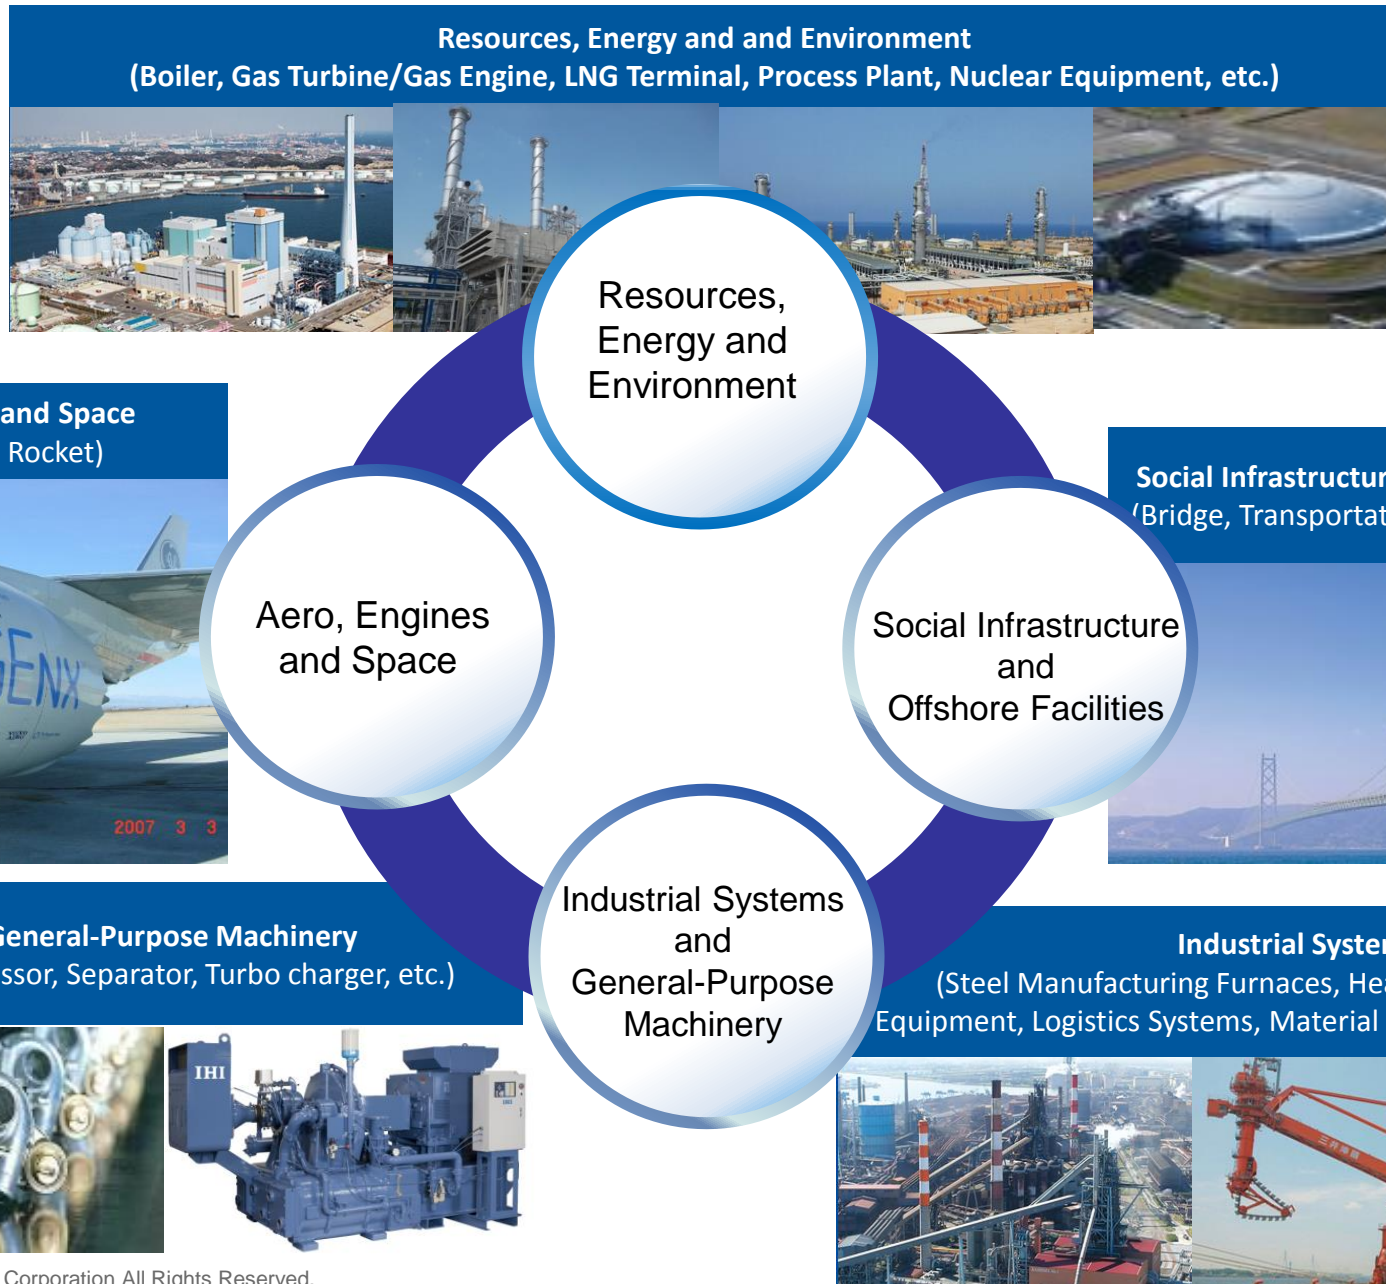 Resources, Energy and and Environment
(Boiler, Gas Turbine/Gas Engine, LNG Terminal, Process Plant, Nuclear Equipment, etc.)
Resources,
Energy and
Environment
and Space
Rocket)
Social Infrastructur
(Bridge, Transportat
Aero, Engines
and Space
Social Infrastructure
and
Offshore Facilities
GENX
2007 3 3
Industrial Systems
and
General-Purpose
Machinery
General-Purpose Machinery
ssor, Separator, Turbo charger, etc.)
Industrial System
(Steel Manufacturing Furnaces, Hea
Equipment, Logistics Systems, Material
IHI
Corporation All Rights Reserved.